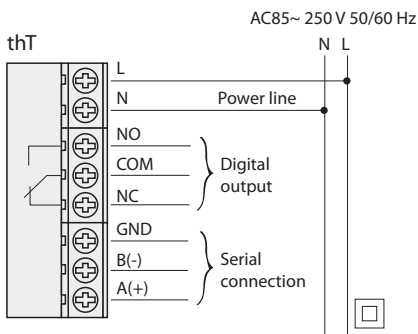 AC85~ 250 V 50/60 Hz
thT
N L
L
N Power line
NO
COM
NC
Digital
output
GND
B(-)
A(+)
Serial
connection